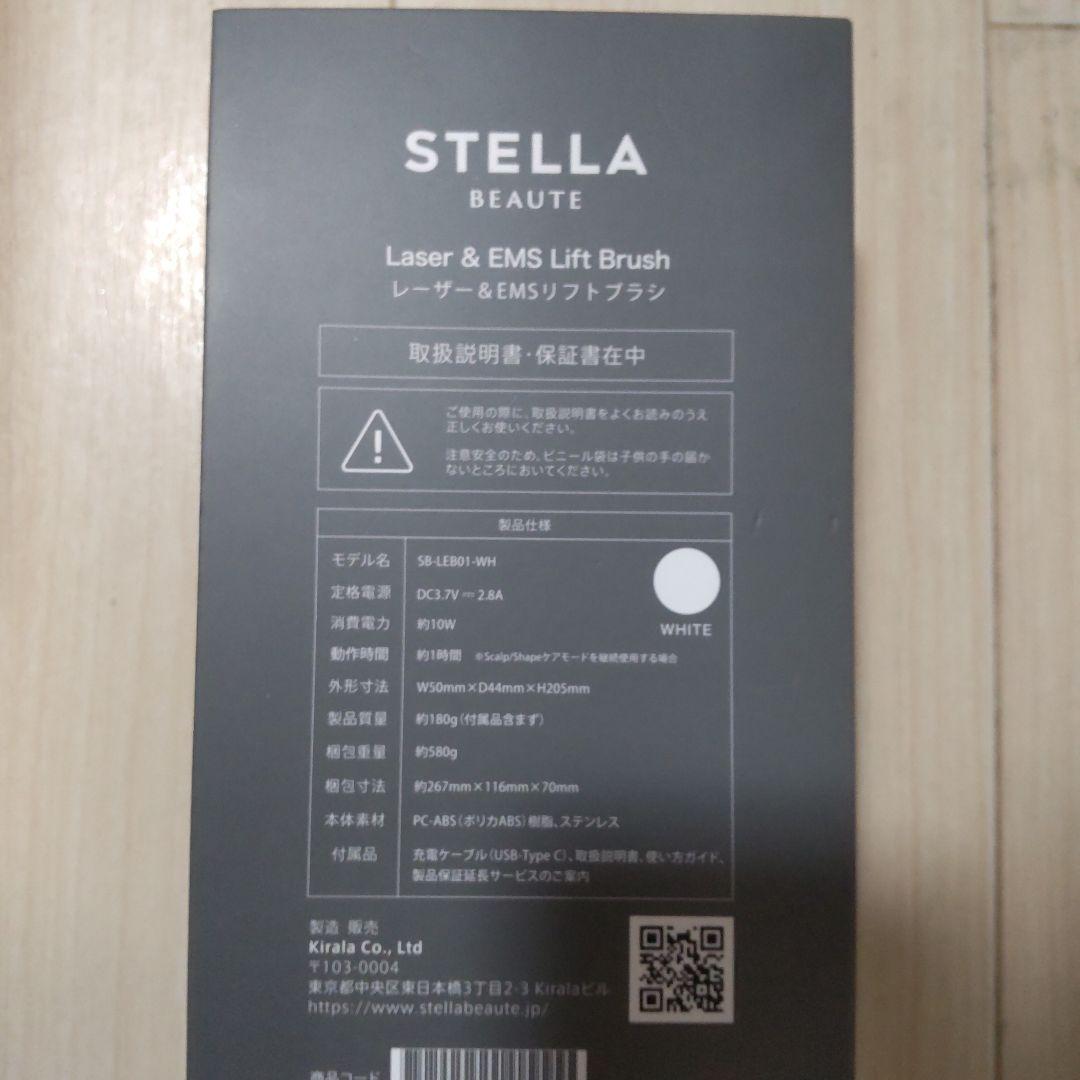 STELLA
BEAUTE
Laser & EMS Lift Brush
レーザー&EMSリフトブラシ
取扱説明書・保証書在中
ご使用の際に、取扱説明書をよくお読みのうえ
正しくお使いください。
注意安全のため、ビニール袋は子供の手の届か
ないところにおいてください。
製品仕様
モデル名 SB-LEB01-WH
定格電源 DC3.7V ⎓ 2.8A
WHITE
消費電力 約10W
動作時間 約1時間 ※Scalp/Shapeケアモードを継続使用する場合
外形寸法 W50mm×D44mm×H205mm
製品質量 約180g(付属品含まず)
梱包重量 約580g
梱包寸法 約267mm×116mm×70mm
本体素材 PC-ABS(ポリカABS)樹脂、ステンレス
付属品 充電ケーブル(USB-Type C)、取扱説明書、使い方ガイド、
製品保証延長サービスのご案内
製造 販売
Kirala Co., Ltd
〒103-0004
東京都中央区東日本橋3丁目2-3 Kiralaビル
https://www.stellabeaute.jp/
商品コード